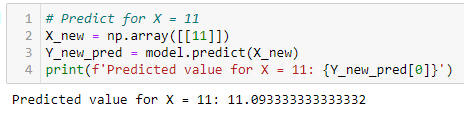 1 # Predict for X = 11
2 X_new = np.array([[11]])
3 Y_new_pred = model.predict(X_new)
4 print(f'Predicted value for X = 11: {Y_new_pred[0]}')
Predicted value for X = 11: 11.093333333333332